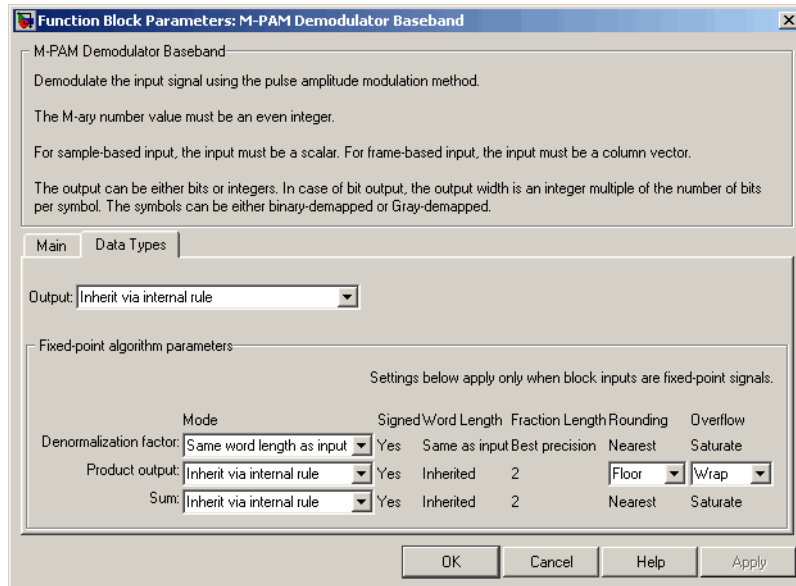 Function Block Parameters: M-PAM Demodulator Baseband
M-PAM Demodulator Baseband
Demodulate the input signal using the pulse amplitude modulation method.
The M-ary number value must be an even integer.
For sample-based input, the input must be a scalar. For frame-based input, the input must be a column vector.
The output can be either bits or integers. In case of bit output, the output width is an integer multiple of the number of bits
per symbol. The symbols can be either binary-demapped or Gray-demapped.
Main Data Types
Output: Inherit via internal rule
Fixed-point algorithm parameters
Settings below apply only when block inputs are fixed-point signals.
Mode Signed Word Length Fraction Length Rounding Overflow
Denormalization factor: Same word length as input Yes Same as input Best precision Nearest Saturate
Product output: Inherit via internal rule Yes Inherited 2 Floor Wrap
Sum: Inherit via internal rule Yes Inherited 2 Nearest Saturate
OK Cancel Help Apply